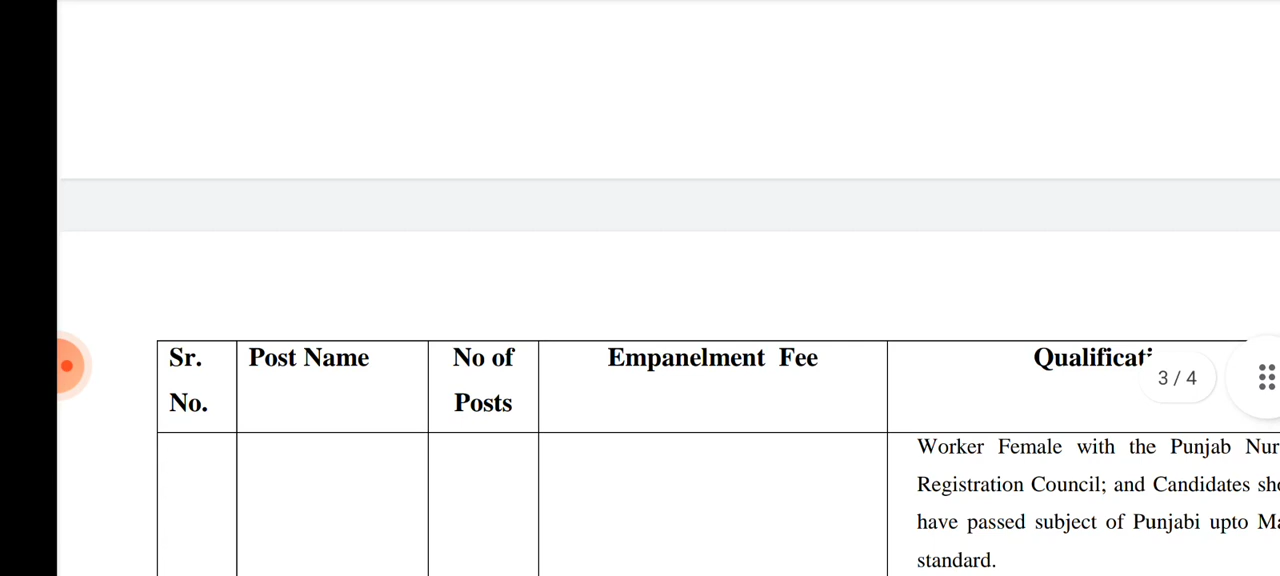 Sr. No.
Post Name
No of Posts
Empanelment Fee
3 / 4
Worker Female with the Punjab
Registration Council; and Candidates
have passed subject of Punjabi upto
standard.